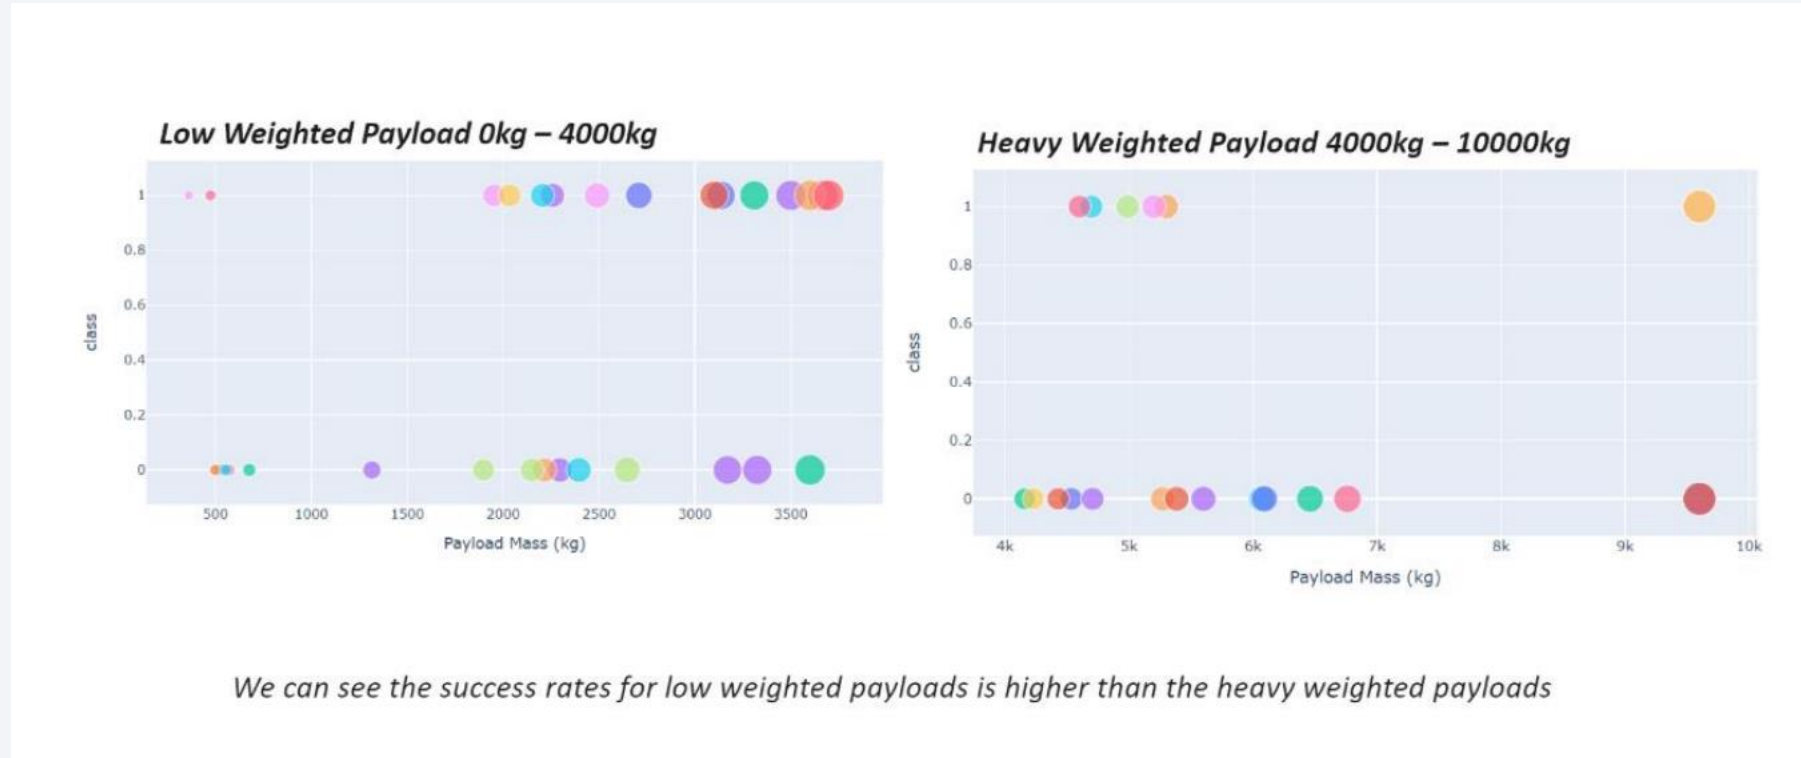 Low Weighted Payload 0kg – 4000kg
1
0.8
0.6
0.4
0.2
0
class
500 1000 1500 2000 2500 3000 3500
Payload Mass (kg)
Heavy Weighted Payload 4000kg – 10000kg
1
0.8
0.6
0.4
0.2
0
class
4k 5k 6k 7k 8k 9k 10k
Payload Mass (kg)
We can see the success rates for low weighted payloads is higher than the heavy weighted payloads